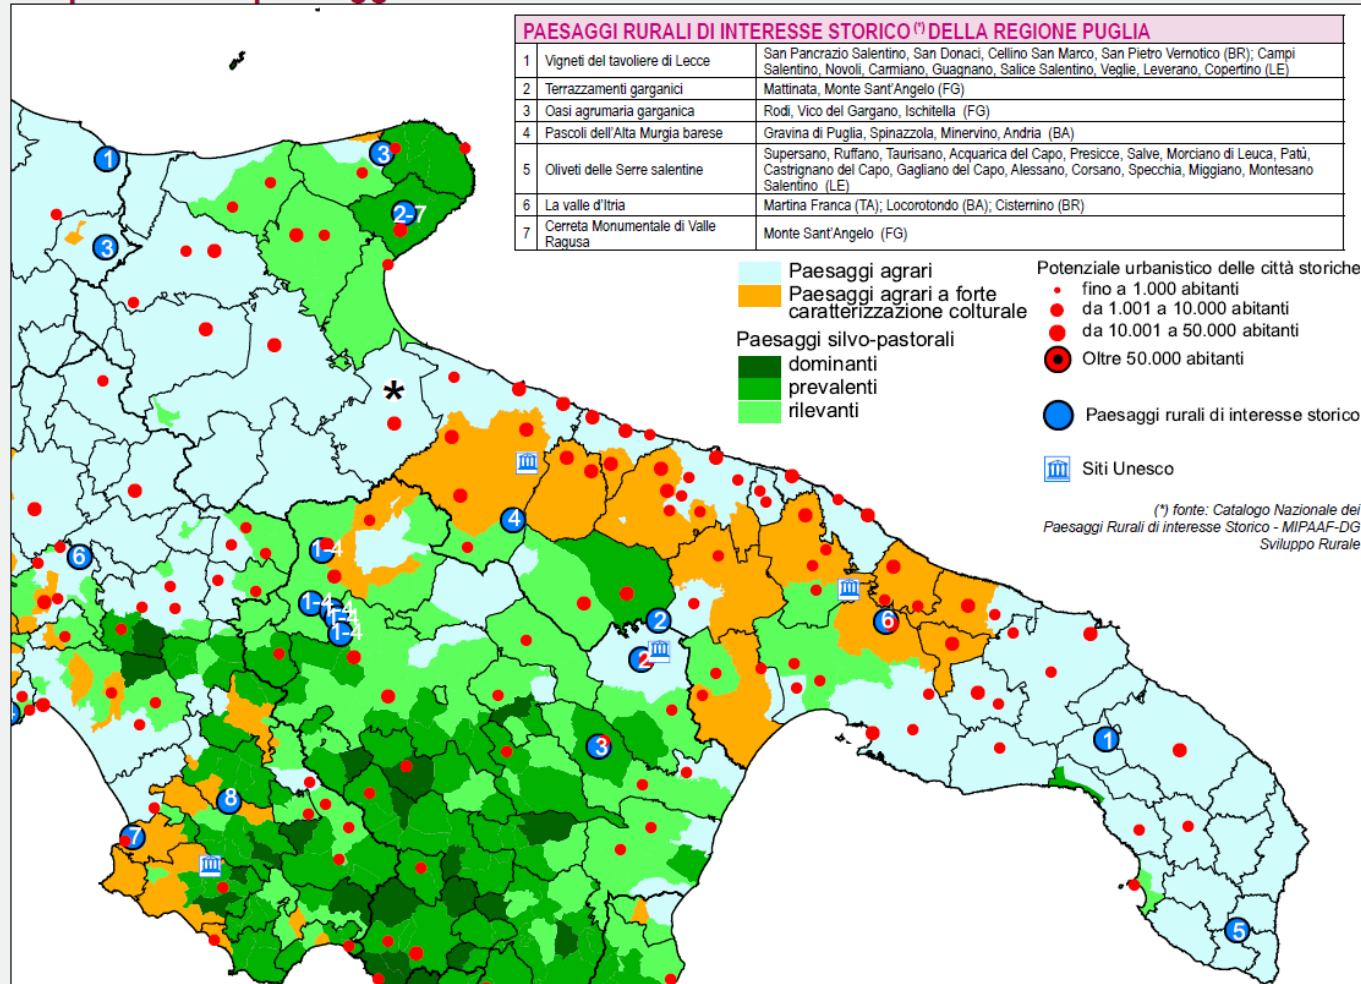 PAESAGGI RURALI DI INTERESSE STORICO (*) DELLA REGIONE PUGLIA
1 Vigneti del tavoliere di Lecce San Pancrazio Salentino, San Donaci, Cellino San Marco, San Pietro Vernotico (BR); Campi
Salentino, Novoli, Carmiano, Guagnano, Salice Salentino, Veglie, Leverano, Copertino (LE)
2 Terrazzamenti garganici Mattinata, Monte Sant'Angelo (FG)
3 Oasi agrumaria garganica Rodi, Vico del Gargano, Ischitella (FG)
4 Pascoli dell'Alta Murgia barese Gravina di Puglia, Spinazzola, Minervino, Andria (BA)
5 Oliveti delle Serre salentine Supersano, Ruffano, Taurisano, Acquarica del Capo, Presicce, Salve, Morciano di Leuca, Patù,
Castrignano del Capo, Gagliano del Capo, Alessano, Corsano, Specchia, Miggiano, Montesano
Salentino (LE)
6 La valle d'Itria Martina Franca (TA); Locorotondo (BA); Cisternino (BR)
7 Cerreta Monumentale di Valle
Ragusa Monte Sant'Angelo (FG)
Paesaggi agrari
Paesaggi agrari a forte
caratterizzazione colturale
Paesaggi silvo-pastorali
dominanti
prevalenti
rilevanti
Potenziale urbanistico delle città storiche
fino a 1.000 abitanti
da 1.001 a 10.000 abitanti
da 10.001 a 50.000 abitanti
Oltre 50.000 abitanti
Paesaggi rurali di interesse storico
Siti Unesco
(*) fonte: Catalogo Nazionale dei
Paesaggi Rurali di interesse Storico - MIPAAF-DG
Sviluppo Rurale
1
3
2-7
3
*
4
1-4
6
1-4
1-4
1-4
1-4
2
6
2
3
1
8
7
5